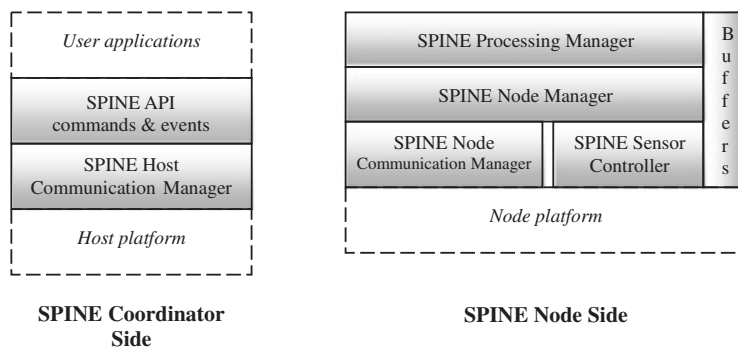 User applications
SPINE API
commands & events
SPINE Host
Communication Manager
Host platform
SPINE Coordinator
Side
SPINE Processing Manager
SPINE Node Manager
SPINE Node
Communication Manager
SPINE Sensor
Controller
Buffers
Node platform
SPINE Node Side